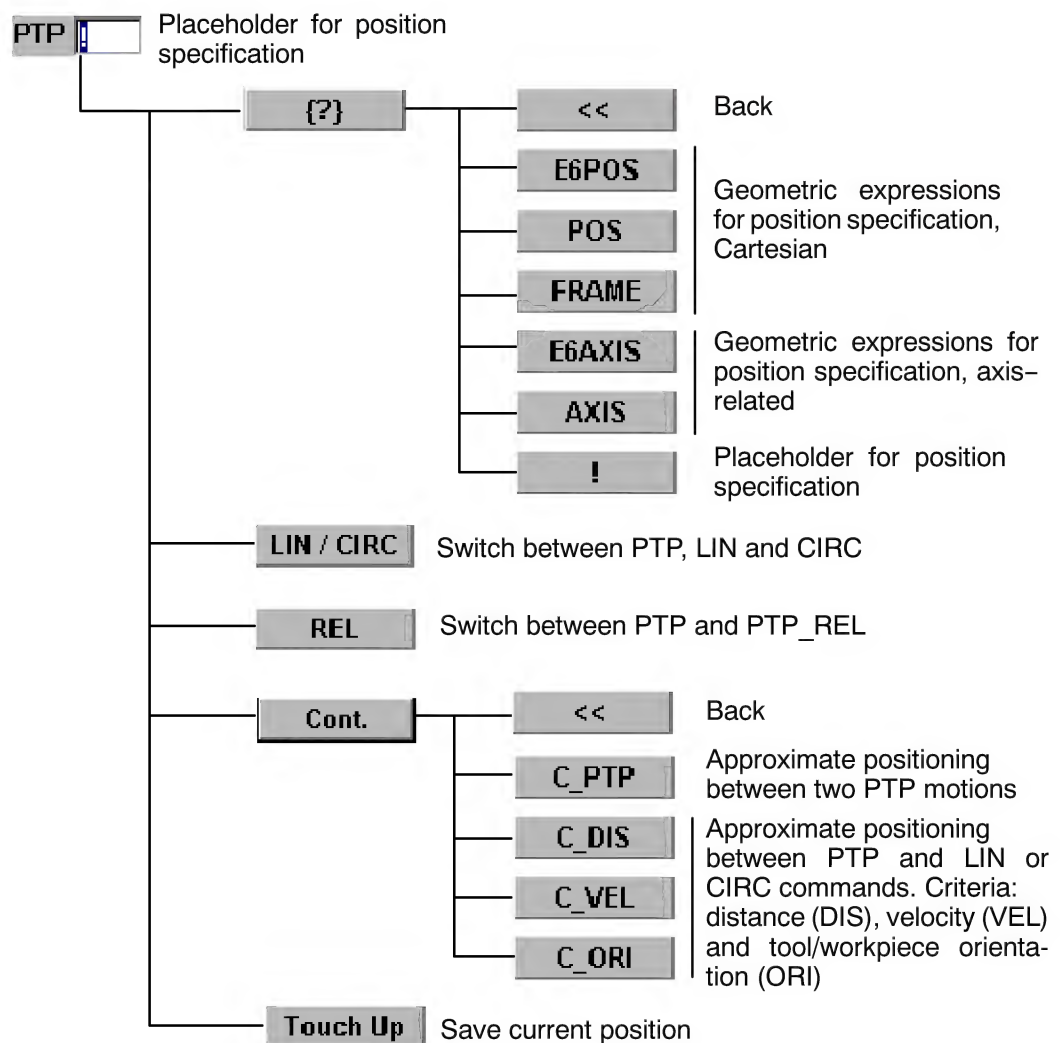 PTP ! Placeholder for position
specification
{?}
<< Back
E6POS
POS
FRAME
Geometric expressions
for position specification,
Cartesian
E6AXIS
AXIS
Geometric expressions for
position specification, axis–
related
!
Placeholder for position
specification
LIN / CIRC Switch between PTP, LIN and CIRC
REL Switch between PTP and PTP_REL
Cont.
<< Back
C_PTP
Approximate positioning
between two PTP motions
C_DIS
C_VEL
C_ORI
Approximate positioning
between PTP and LIN or
CIRC commands. Criteria:
distance (DIS), velocity (VEL)
and tool/workpiece orienta-
tion (ORI)
Touch Up Save current position